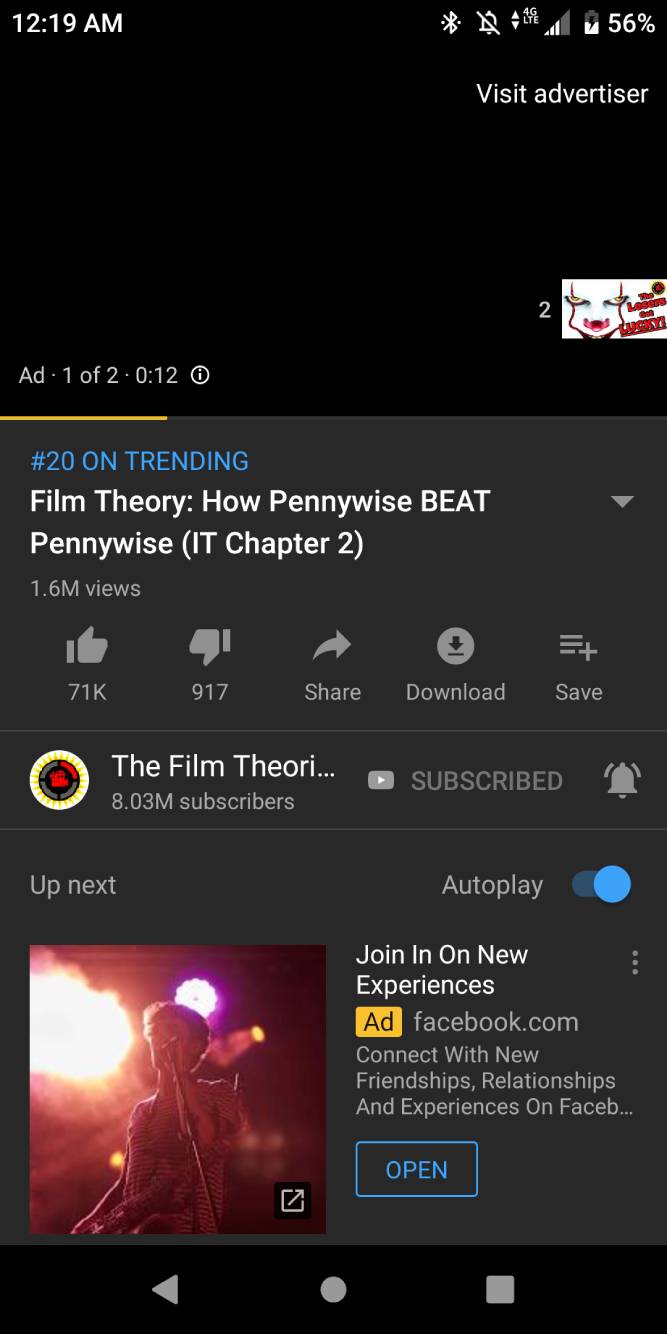 12:19 AM
4G
LTE
56%
Visit advertiser
2
The
Losers
Got
LUCKY!
Ad · 1 of 2 · 0:12
#20 ON TRENDING
Film Theory: How Pennywise BEAT
Pennywise (IT Chapter 2)
1.6M views
71K
917
Share
Download
Save
The Film Theori...
8.03M subscribers
SUBSCRIBED
Up next
Autoplay
Join In On New
Experiences
Ad facebook.com
Connect With New
Friendships, Relationships
And Experiences On Faceb...
OPEN